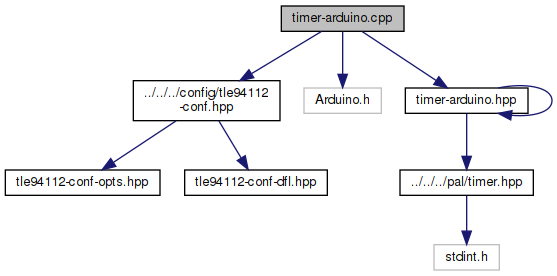 timer-arduino.cpp
../../../config/tle94112
-conf.hpp
Arduino.h
timer-arduino.hpp
tle94112-conf-opts.hpp
tle94112-conf-dfl.hpp
../../../pal/timer.hpp
stdint.h